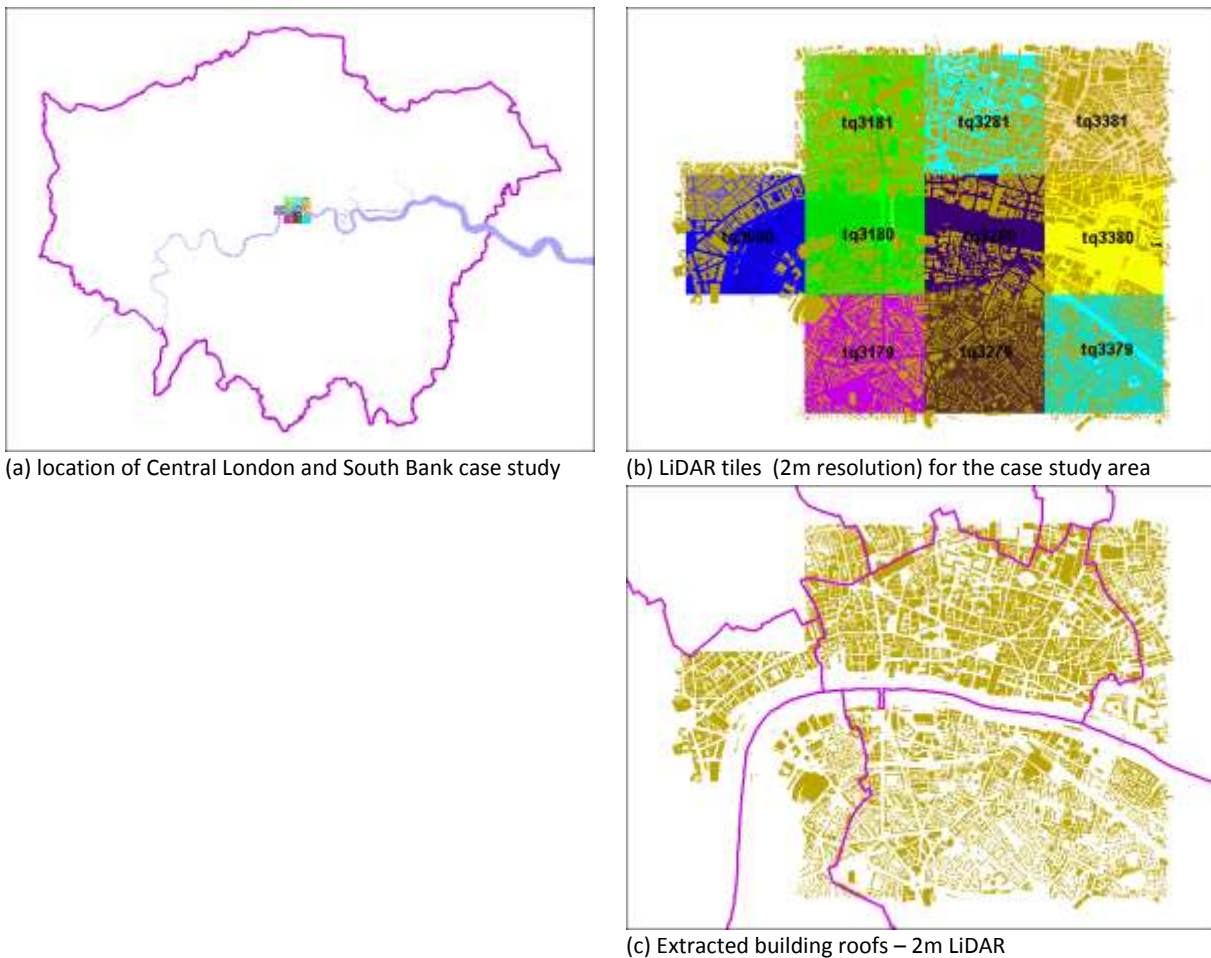 (a) location of Central London and South Bank case study
tq3181
tq3281
tq3381
tq3180
tq3380
tq3179
tq3379
(b) LiDAR tiles (2m resolution) for the case study area
(c) Extracted building roofs – 2m LiDAR